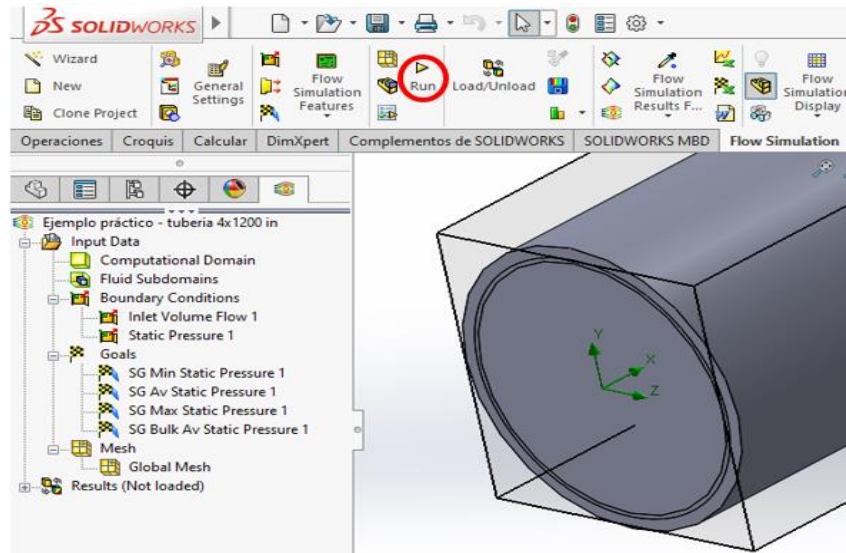 SOLIDWORKS
Wizard
New
Clone Project
General Settings
Flow Simulation Features
Run
Load/Unload
Flow Simulation Results F...
Flow Simulation Display
Operaciones Croquis Calcular DimXpert Complementos de SOLIDWORKS SOLIDWORKS MBD Flow Simulation
Ejemplo práctico - tuberia 4x1200 in
Input Data
Computational Domain
Fluid Subdomains
Boundary Conditions
Inlet Volume Flow 1
Static Pressure 1
Goals
SG Min Static Pressure 1
SG Av Static Pressure 1
SG Max Static Pressure 1
SG Bulk Av Static Pressure 1
Mesh
Global Mesh
Results (Not loaded)
Y
X
Z